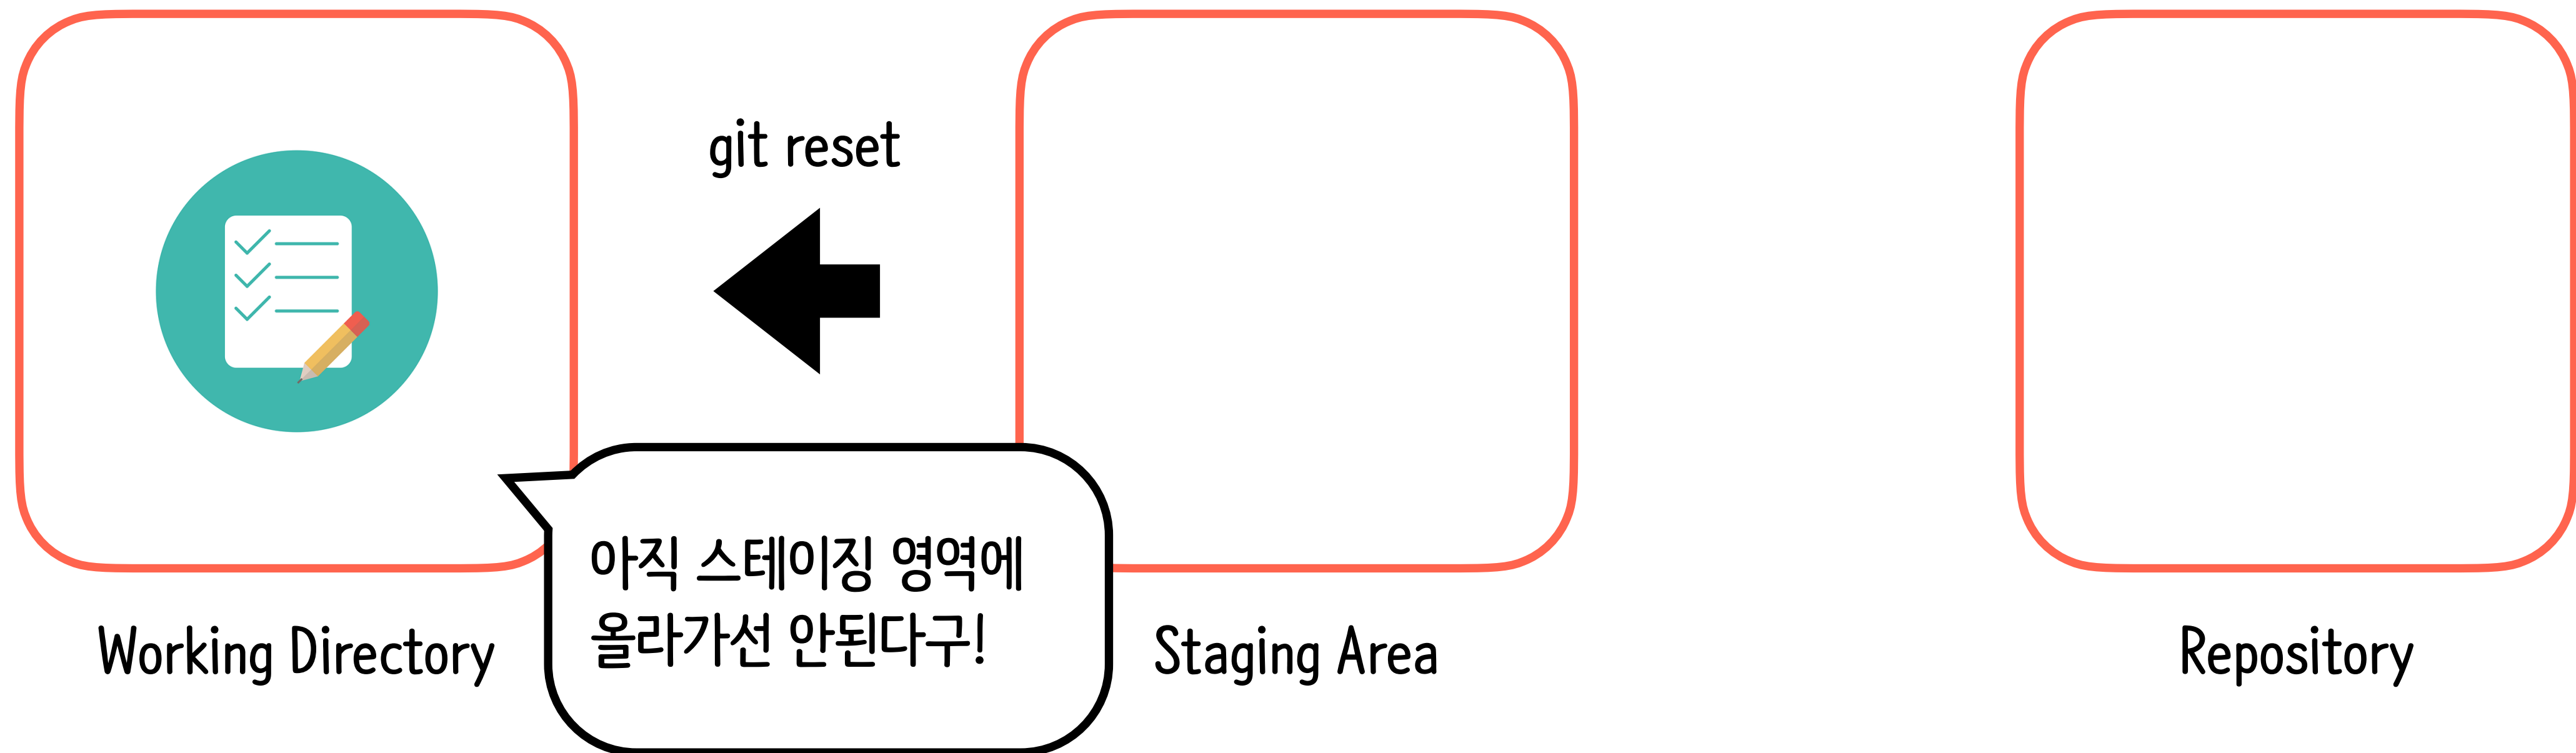 git reset
아직 스테이징 영역에
올라가선 안된다구!
Working Directory
Staging Area
Repository